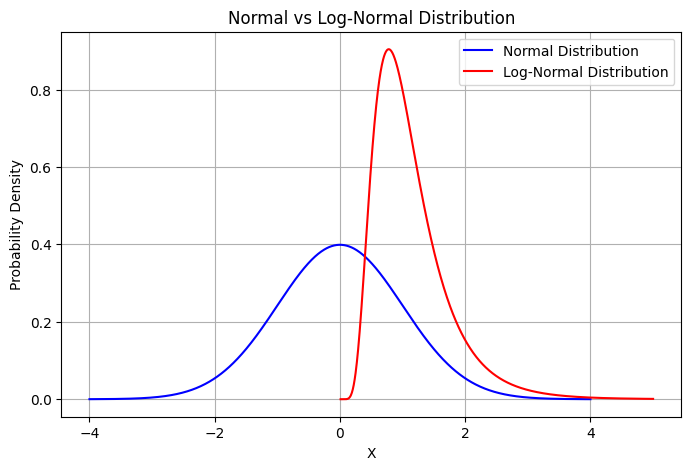 Normal vs Log-Normal Distribution
Normal Distribution
Log-Normal Distribution
Probability Density
0.8
0.6
0.4
0.2
0.0
−4
−2
0
2
4
X